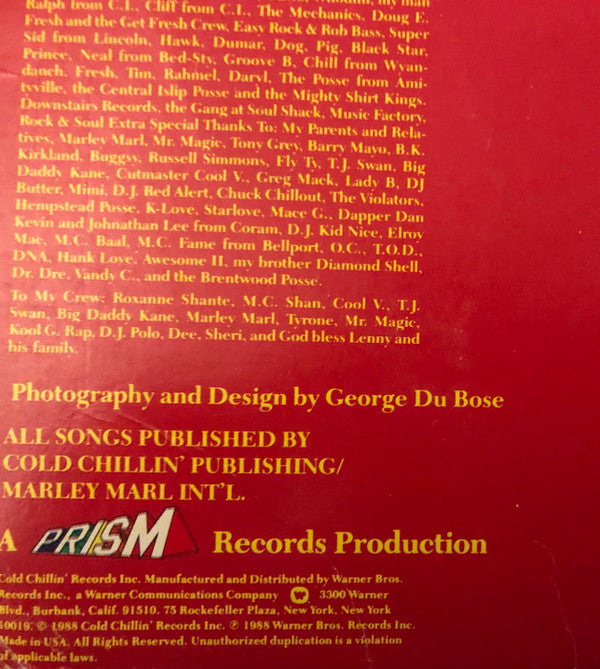 my man
Ralph from C.I., Cliff from C.I., The Mechanics, Doug E.
Fresh and the Get Fresh Crew, Easy Rock & Rob Bass, Super
Sid from Lincoln, Hawk, Dumar, Dog, Pig, Black Star,
Prince, Neal from Bed-Sty, Groove B, Chill from Wyan-
danch, Fresh, Tim, Rahmel, Daryl, The Posse from Ami-
tyville, the Central Islip Posse and the Mighty Shirt Kings.
Downstairs Records, the Gang at Soul Shack, Music Factory,
Rock & Soul Extra Special Thanks To: My Parents and Rela-
tives, Marley Marl, Mr. Magic, Tony Grey, Barry Mayo, B.K.
Kirkland, Buggsy, Russell Simmons, Fly Ty, T.J. Swan, Big
Daddy Kane, Cutmaster Cool V., Greg Mack, Lady B, DJ
Butter, Mimi, D.J. Red Alert, Chuck Chillout, The Violators,
Hempstead Posse, K-Love, Starlove, Mace G., Dapper Dan
Kevin and Johnathan Lee from Coram, D.J. Kid Nice, Elroy
Mac, M.C. Baal, M.C. Fame from Bellport, O.C., T.O.D.,
DNA, Hank Love, Awesome II, my brother Diamond Shell,
Dr. Dre, Vandy C., and the Brentwood Posse.
To My Crew: Roxanne Shante, M.C. Shan, Cool V., T.J.
Swan, Big Daddy Kane, Marley Marl, Tyrone, Mr. Magic,
Kool G. Rap, D.J. Polo, Dee, Sheri, and God bless Lenny and
his family.
Photography and Design by George Du Bose
ALL SONGS PUBLISHED BY
COLD CHILLIN' PUBLISHING/
MARLEY MARL INT'L.
A PRISM Records Production
Cold Chillin' Records Inc. Manufactured and Distributed by Warner Bros.
Records Inc., a Warner Communications Company 3300 Warner
Blvd., Burbank, Calif. 91510. 75 Rockefeller Plaza, New York, New York
10019. © 1988 Cold Chillin' Records Inc. ℗ 1988 Warner Bros. Records Inc.
Made in USA. All Rights Reserved. Unauthorized duplication is a violation
of applicable laws.